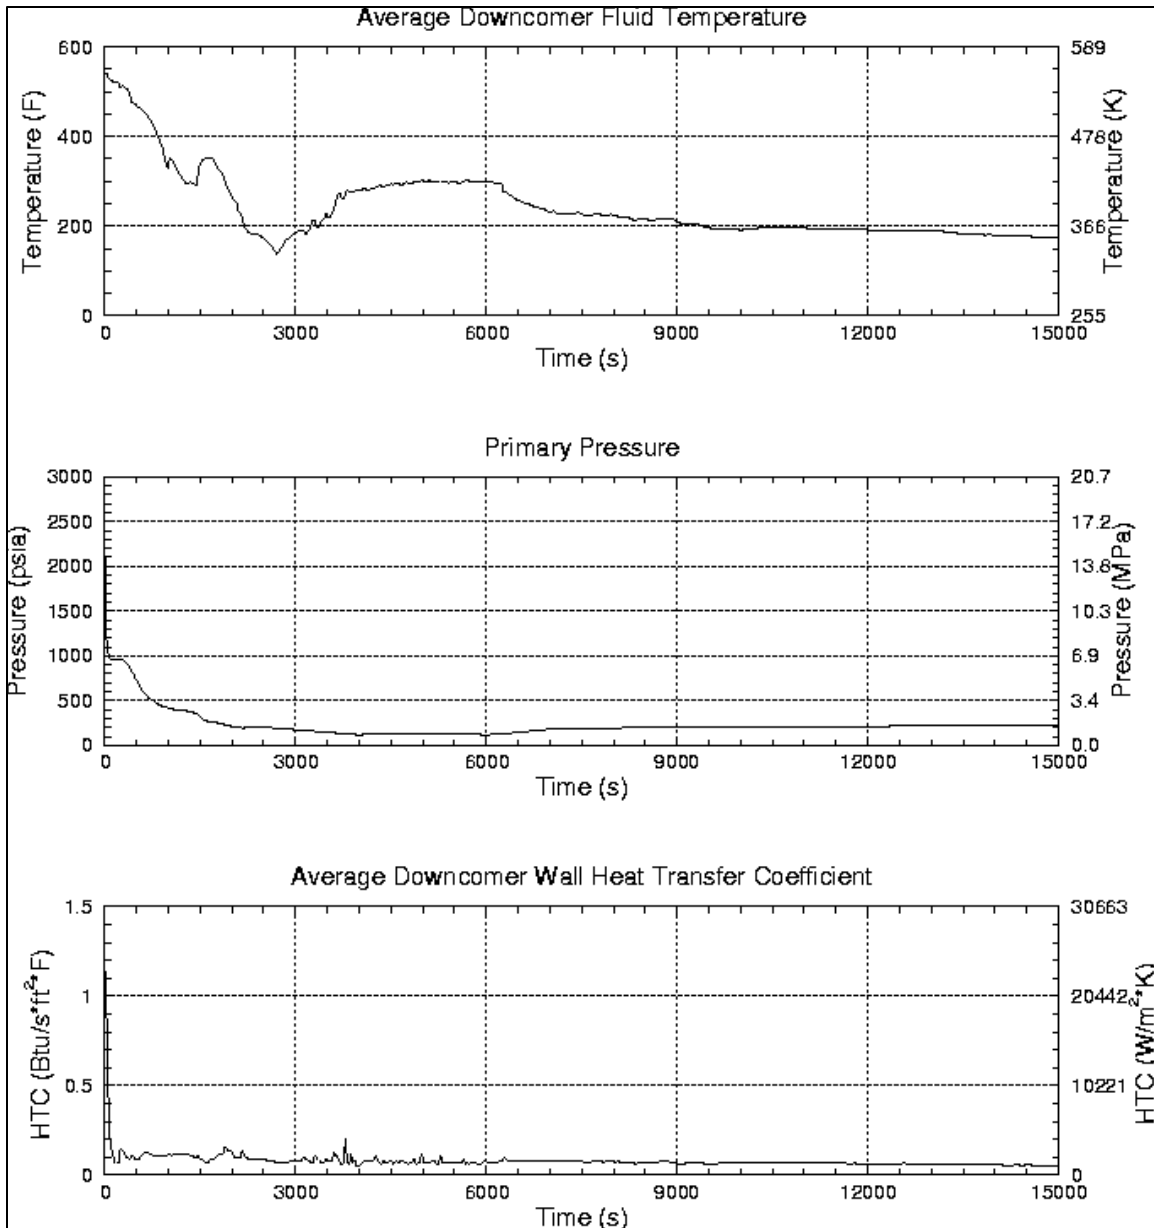 Average Downcomer Fluid Temperature
600
400
200
0
589
478
366
255
Temperature (F)
Temperature (K)
0 3000 6000 9000 12000 15000
Time (s)
Primary Pressure
3000
2500
2000
1500
1000
500
0
20.7
17.2
13.8
10.3
6.9
3.4
0.0
Pressure (psia)
Pressure (MPa)
0 3000 6000 9000 12000 15000
Time (s)
Average Downcomer Wall Heat Transfer Coefficient
1.5
1
0.5
0
30663
20442
10221
0
HTC (Btu/s*ft²*F)
HTC (W/m²*K)
0 3000 6000 9000 12000 15000
Time (s)